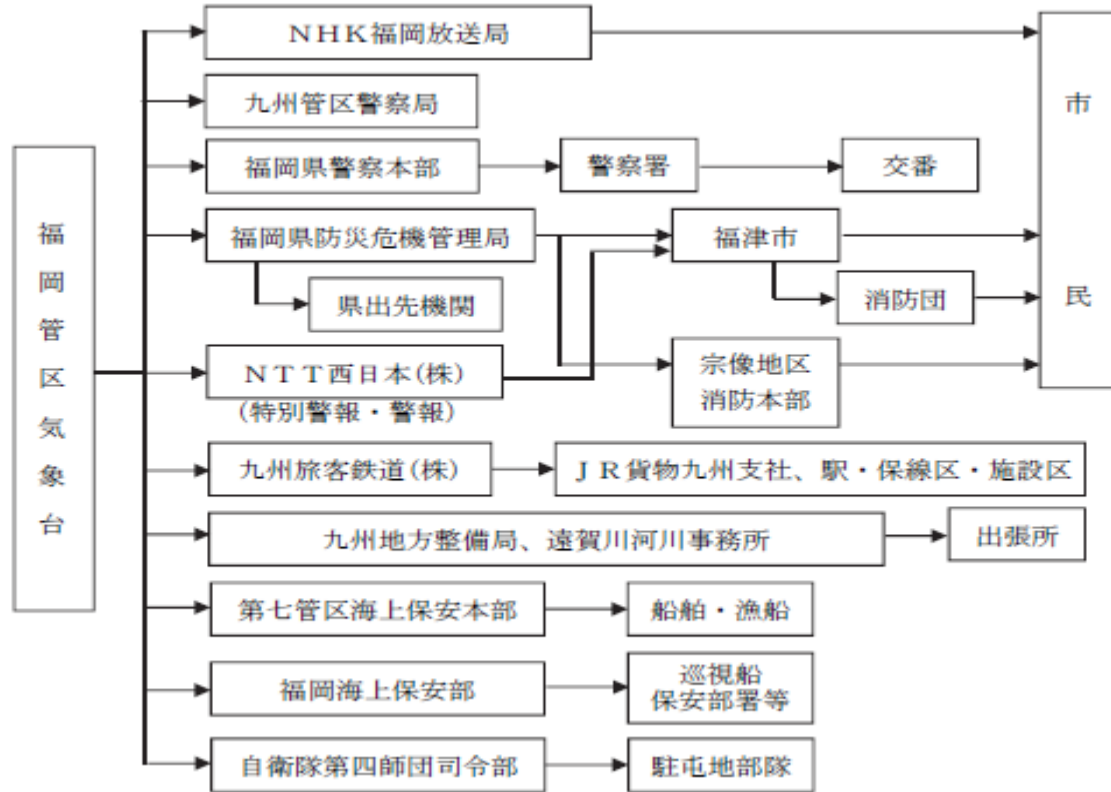 福岡管区気象台
ＮＨＫ福岡放送局
市民
九州管区警察局
福岡県警察本部
警察署
交番
福岡県防災危機管理局
福津市
県出先機関
消防団
ＮＴＴ西日本(株)
(特別警報・警報)
宗像地区
消防本部
九州旅客鉄道(株)
ＪＲ貨物九州支社、駅・保線区・施設区
九州地方整備局、遠賀川河川事務所
出張所
第七管区海上保安本部
船舶・漁船
福岡海上保安部
巡視船
保安部署等
自衛隊第四師団司令部
駐屯地部隊